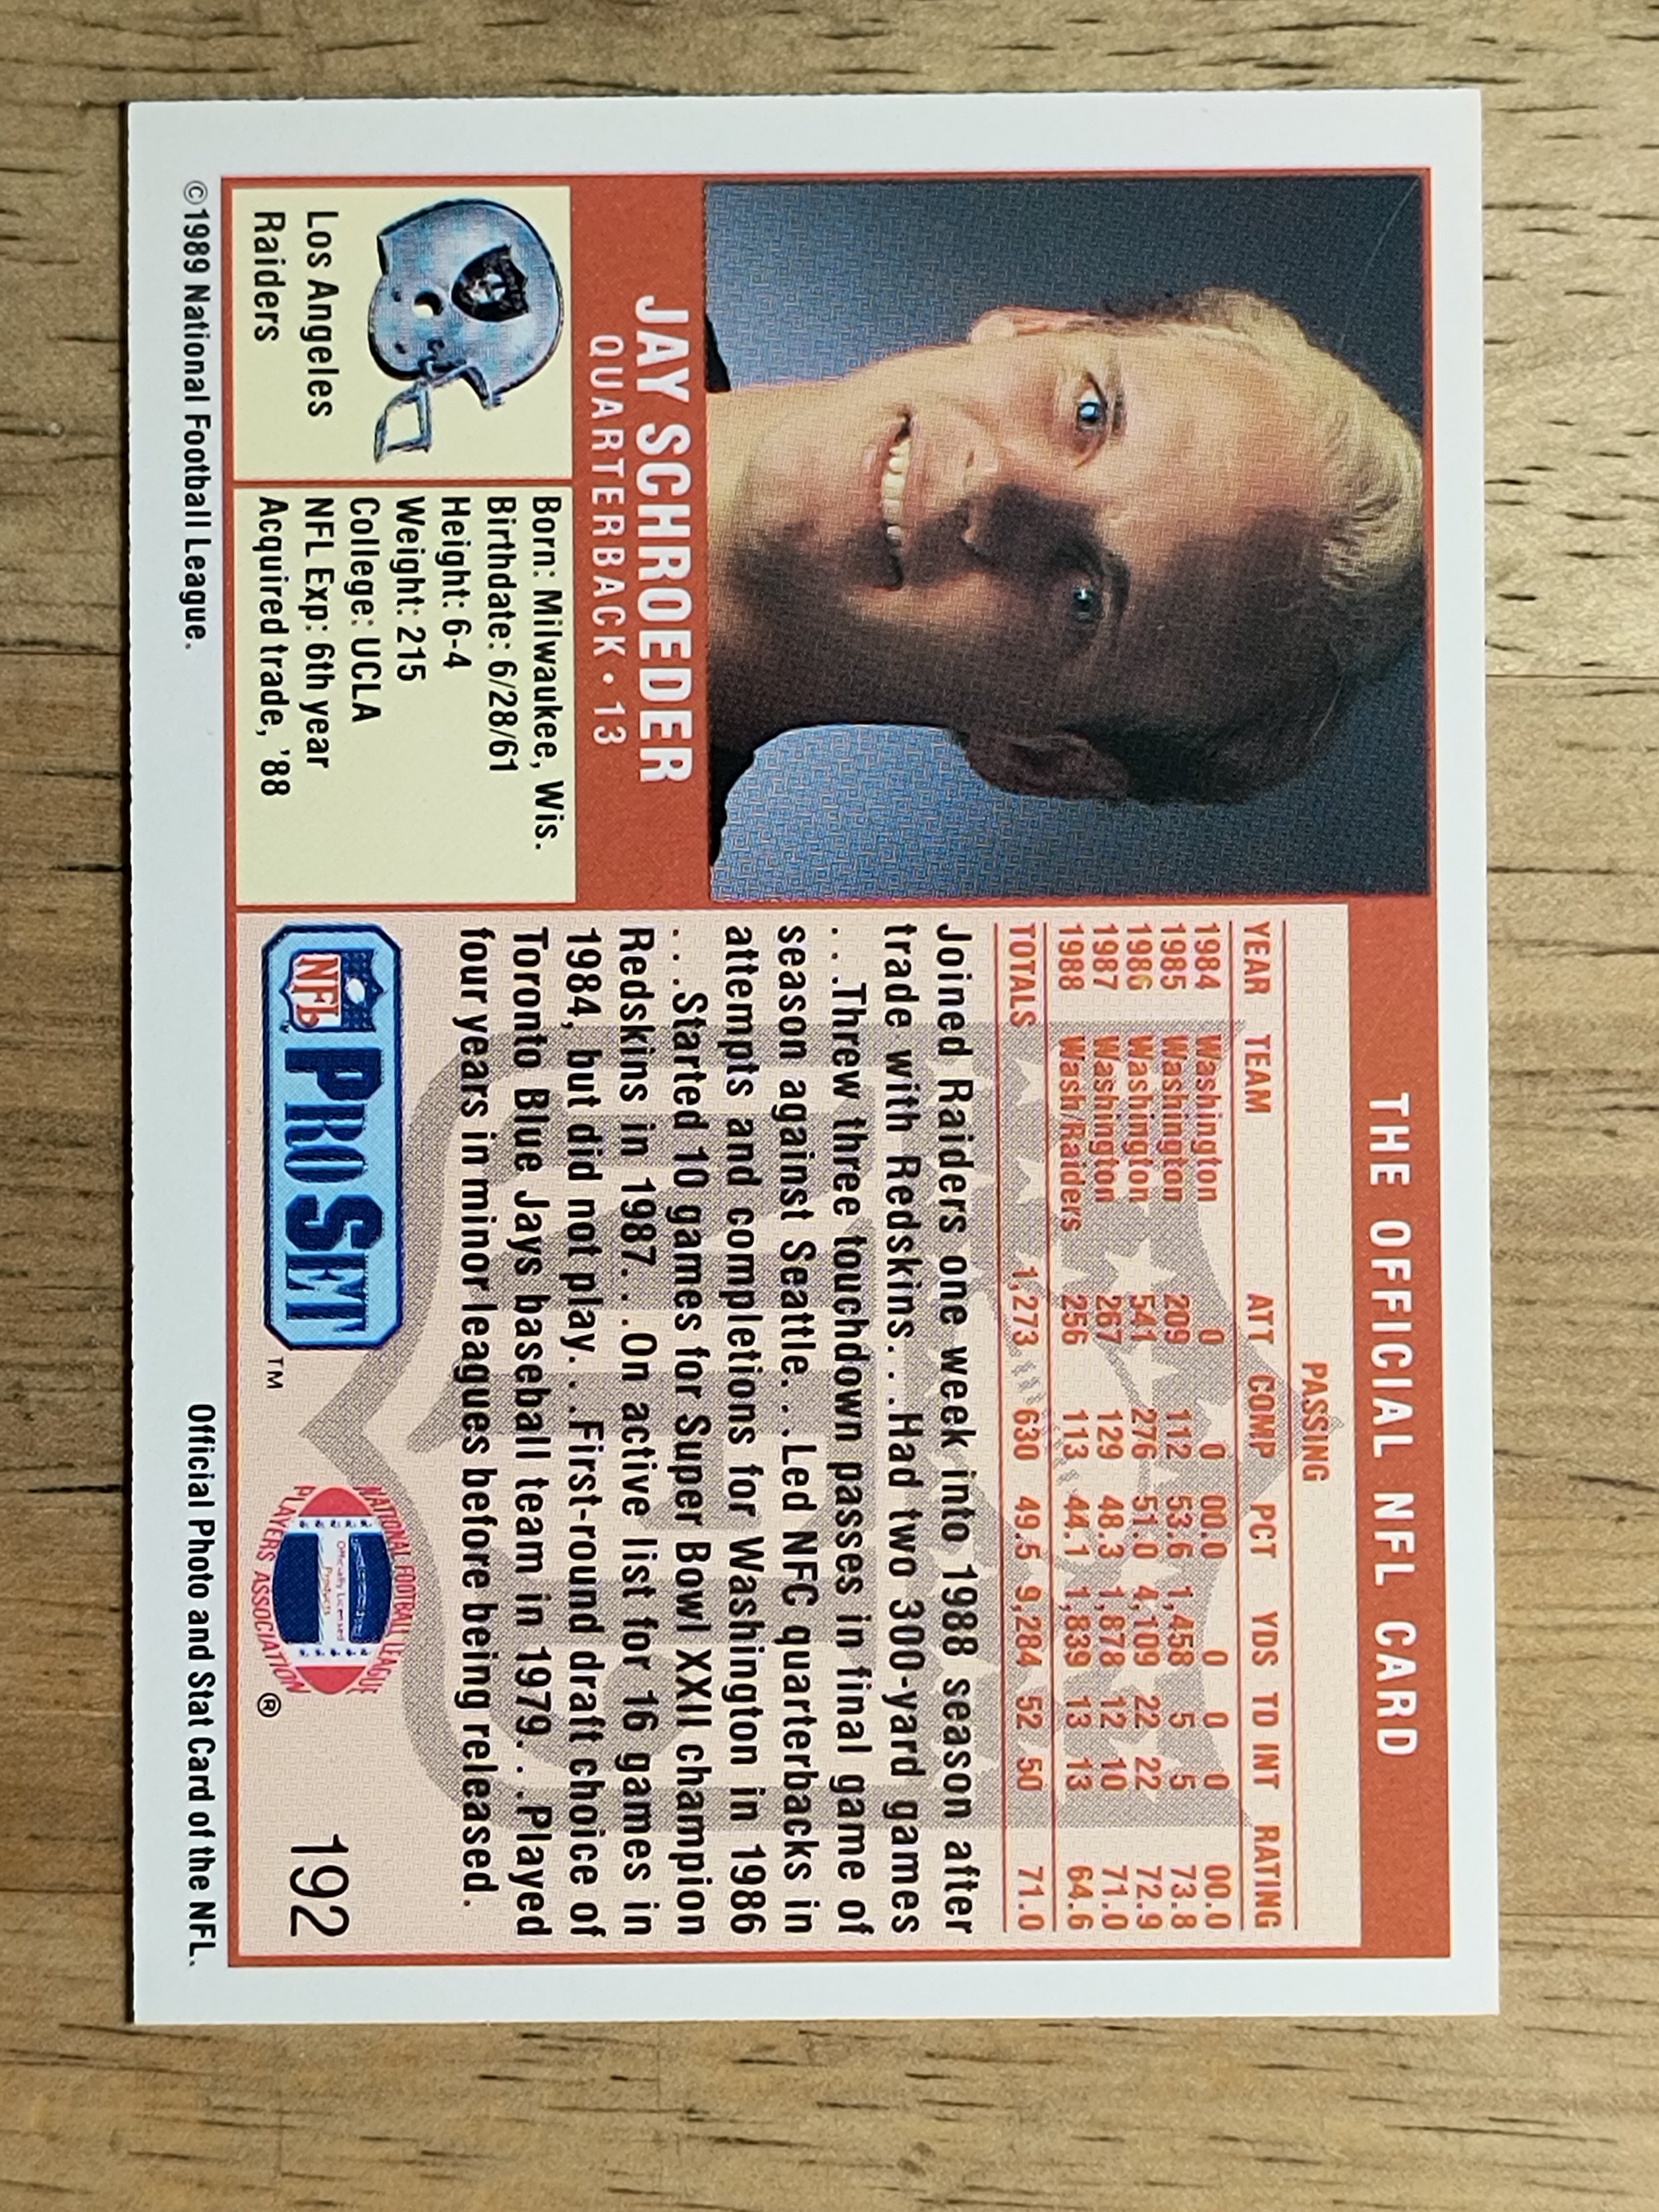 THE OFFICIAL NFL CARD
JAY SCHROEDER
QUARTERBACK • 13
Los Angeles
Raiders
Born: Milwaukee, Wis.
Birthdate: 6/28/61
Height: 6-4
Weight: 215
College: UCLA
NFL Exp: 6th year
Acquired trade, '88
PASSING
YEAR TEAM ATT COMP PCT YDS TD INT RATING
1984 Washington 0 0 00.0 0 0 0 00.0
1985 Washington 209 112 53.6 1,458 5 5 73.8
1986 Washington 541 276 51.0 4,109 22 22 72.9
1987 Washington 267 129 48.3 1,878 12 10 71.0
1988 Wash/Raiders 256 113 44.1 1,839 13 13 64.6
TOTALS 1,273 630 49.5 9,284 52 50 71.0
Joined Raiders one week into 1988 season after
trade with Redskins. . .Had two 300-yard games
. . .Threw three touchdown passes in final game of
season against Seattle. . .Led NFC quarterbacks in
attempts and completions for Washington in 1986
. . .Started 10 games for Super Bowl XXII champion
Redskins in 1987. . .On active list for 16 games in
1984, but did not play. . .First-round draft choice of
Toronto Blue Jays baseball team in 1979. . .Played
four years in minor leagues before being released.
NFL PRO SET ™
NATIONAL FOOTBALL LEAGUE
Officially Licensed
Product
PLAYERS ASSOCIATION ®
192
©1989 National Football League.
Official Photo and Stat Card of the NFL.